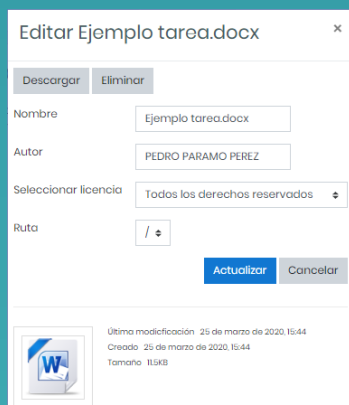 Editar Ejemplo tarea.docx ×
Descargar Eliminar
Nombre Ejemplo tarea.docx
Autor PEDRO PARAMO PEREZ
Seleccionar licencia Todos los derechos reservados
Ruta /
Actualizar Cancelar
Última modicficación 25 de marzo de 2020, 15:44
Creado 25 de marzo de 2020, 15:44
Tamaño 11.5KB
W